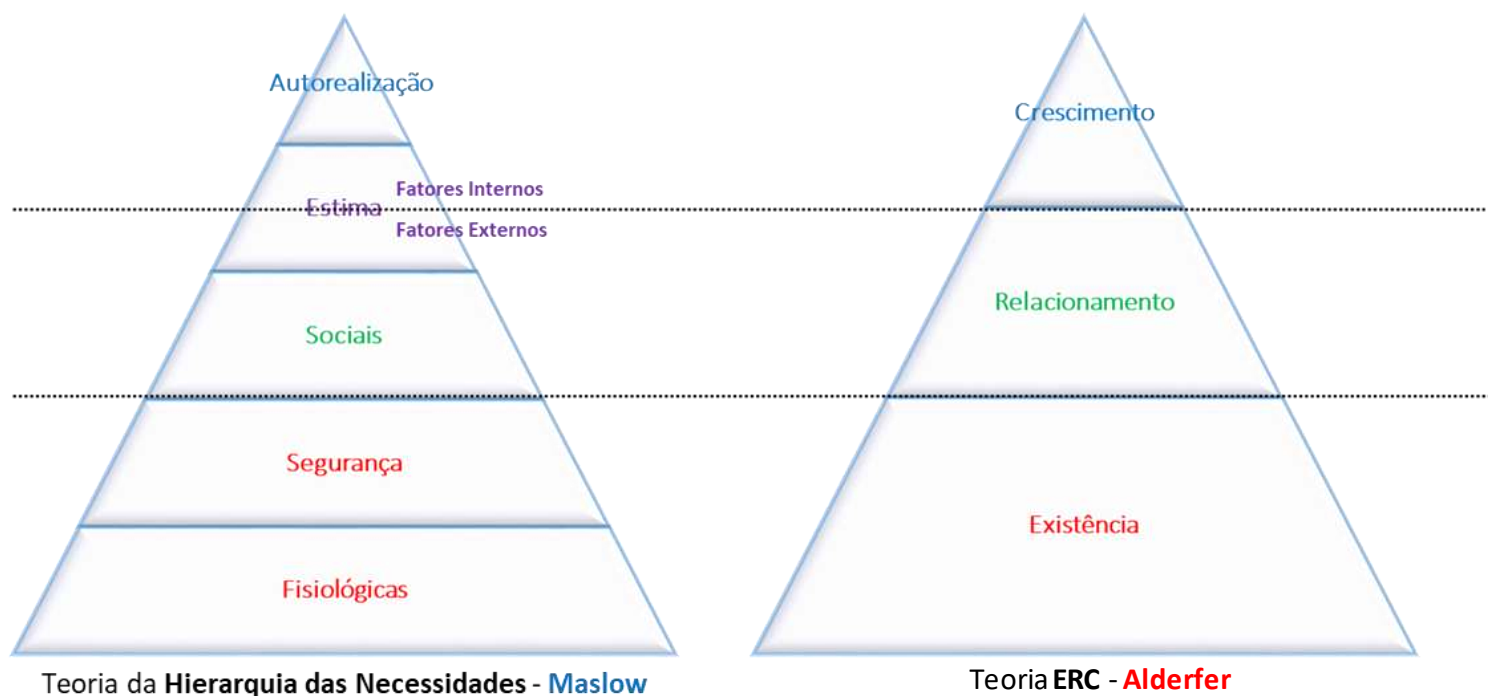 Autorealização
Fatores Internos
Estima
Fatores Externos
Sociais
Segurança
Fisiológicas
Teoria da Hierarquia das Necessidades - Maslow
Crescimento
Relacionamento
Existência
Teoria ERC - Alderfer